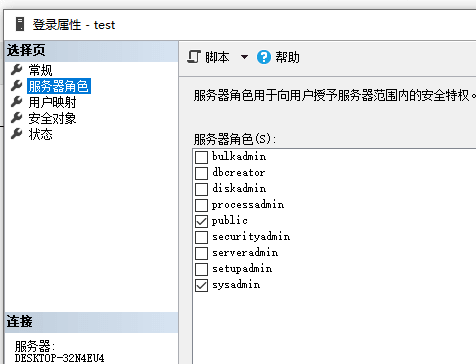 登录属性 - test
选择页
常规
服务器角色
用户映射
安全对象
状态
脚本
帮助
服务器角色用于向用户授予服务器范围内的安全特权。
服务器角色(S):
bulkadmin
dbcreator
diskadmin
processadmin
public
securityadmin
serveradmin
setupadmin
sysadmin
连接
服务器:
DESKTOP-32N4EU4